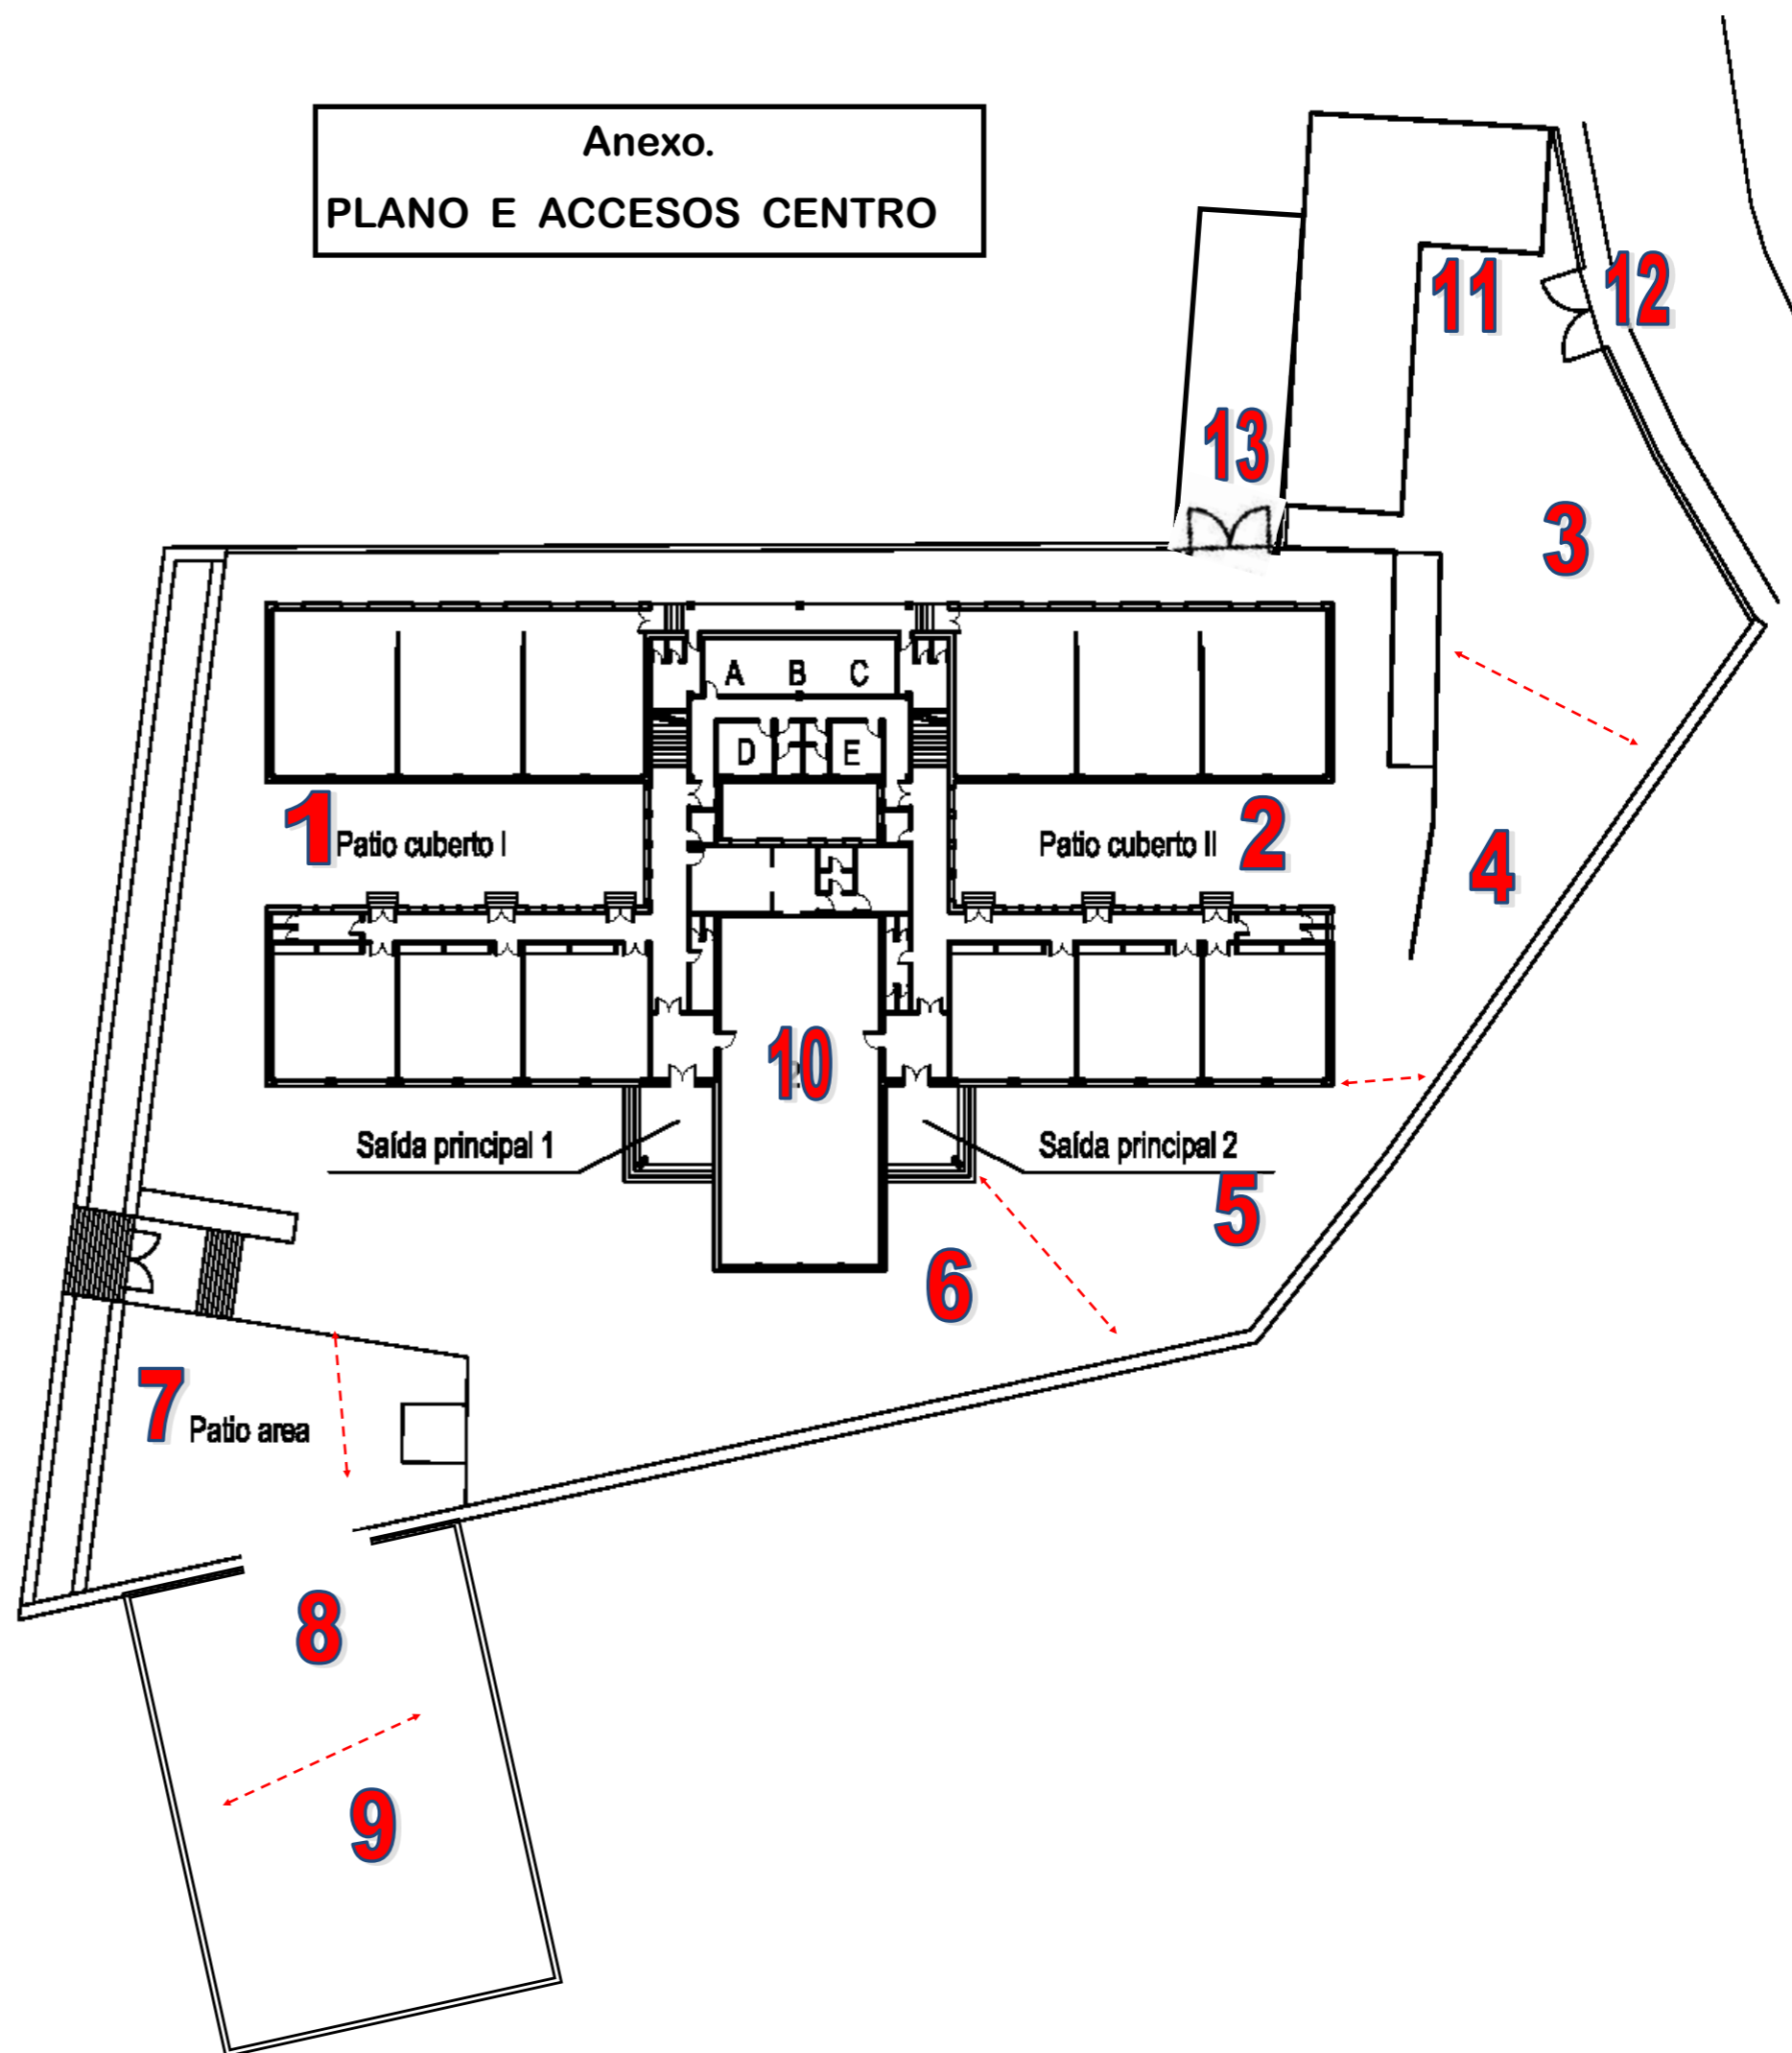 Anexo.
PLANO E ACCESOS CENTRO
12
11
13
3
A B C
D E
1 Patio cuberto I
Patio cuberto II 2
4
10
Saída principal 1
Saída principal 2
5
6
7 Patio area
8
9